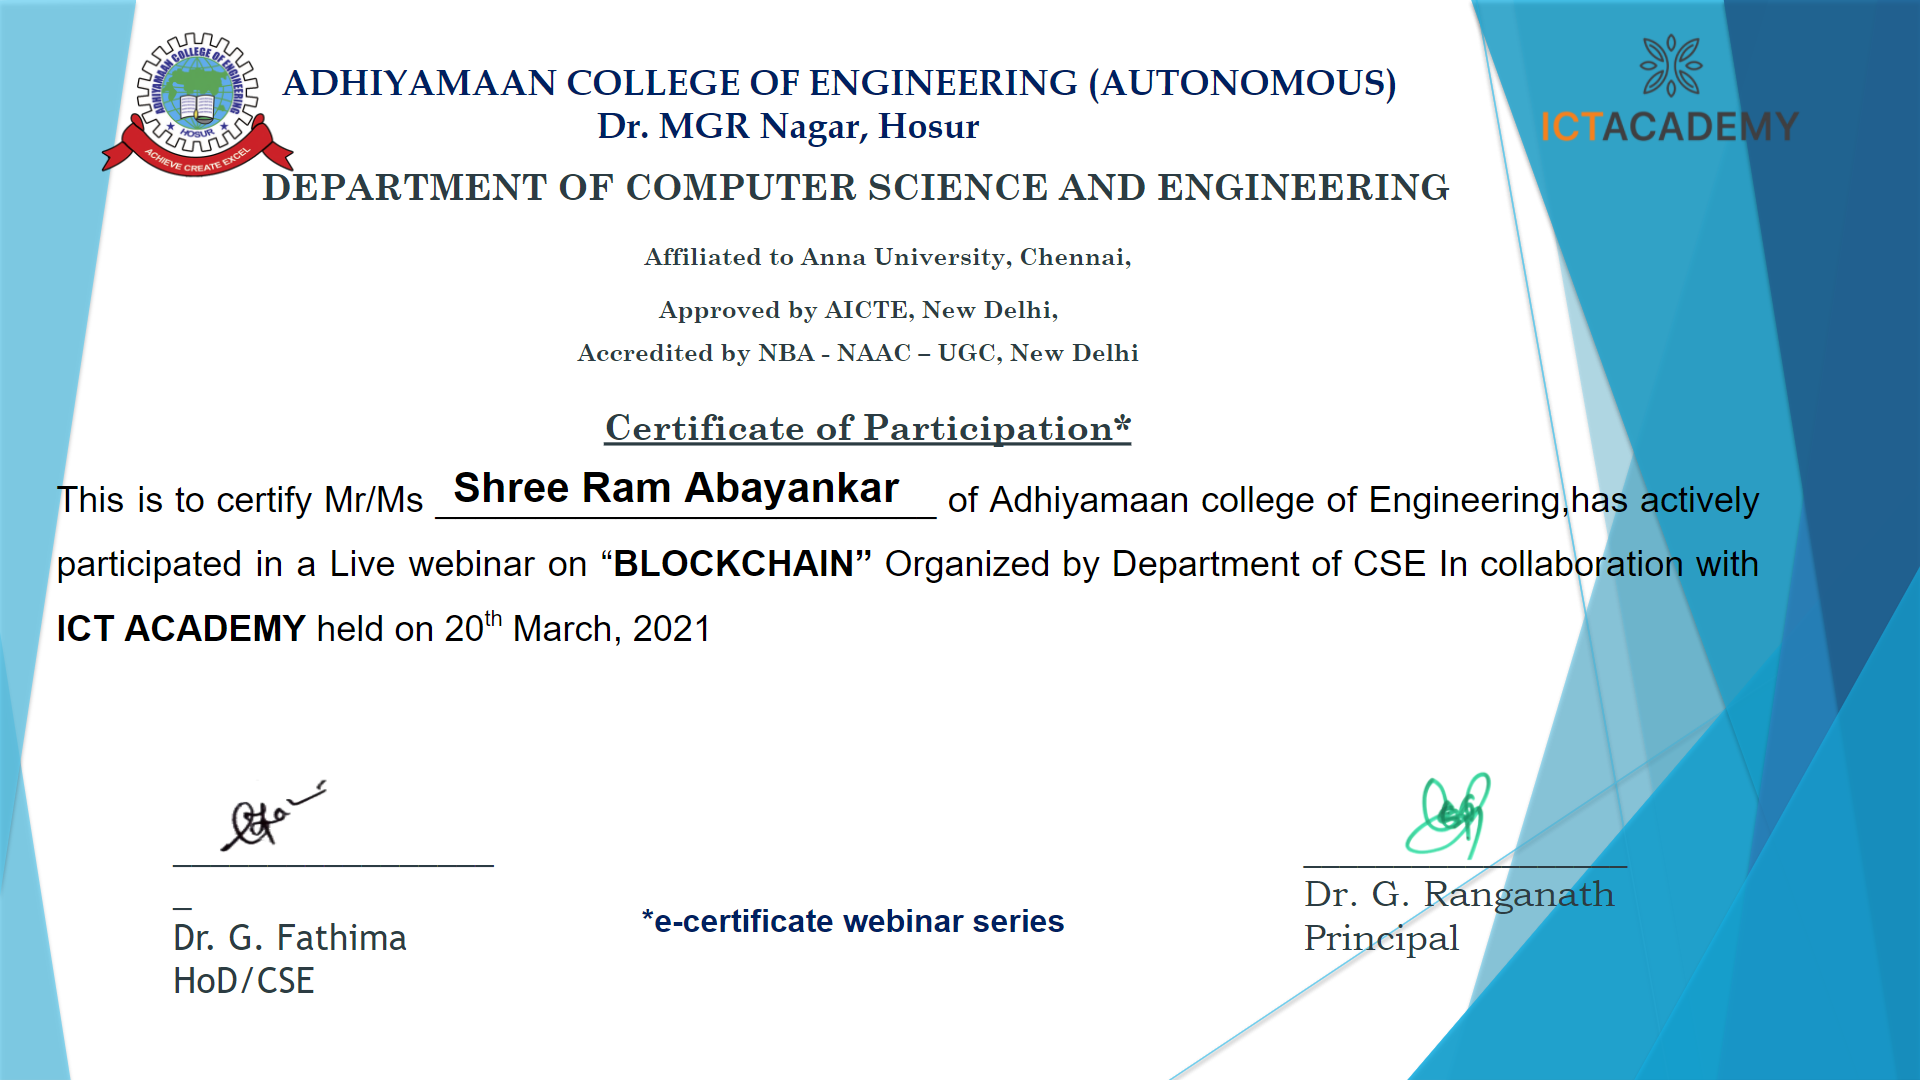 ADHIYAMAAN COLLEGE OF ENGINEERING
HOSUR
ACHIEVE CREATE EXCEL
ADHIYAMAAN COLLEGE OF ENGINEERING (AUTONOMOUS)
Dr. MGR Nagar, Hosur
ICTACADEMY
DEPARTMENT OF COMPUTER SCIENCE AND ENGINEERING
Affiliated to Anna University, Chennai,
Approved by AICTE, New Delhi,
Accredited by NBA - NAAC – UGC, New Delhi
Certificate of Participation*
This is to certify Mr/Ms Shree Ram Abayankar of Adhiyamaan college of Engineering,has actively
participated in a Live webinar on “BLOCKCHAIN” Organized by Department of CSE In collaboration with
ICT ACADEMY held on 20th March, 2021
Dr. G. Fathima
HoD/CSE
*e-certificate webinar series
Dr. G. Ranganath
Principal